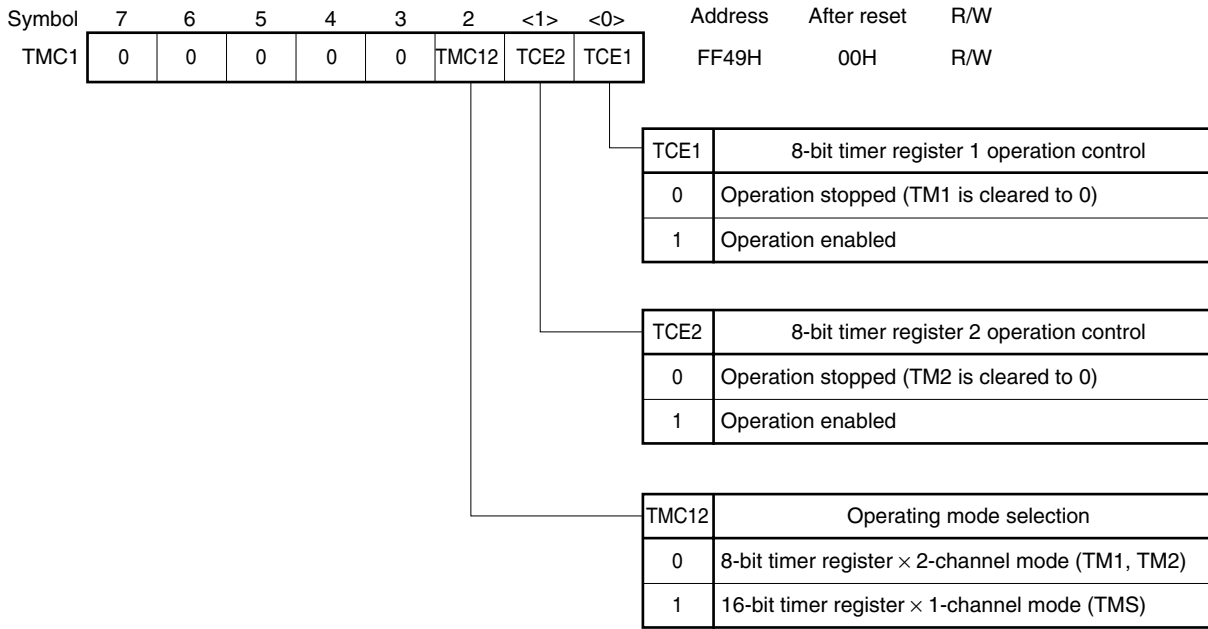 Symbol 7 6 5 4 3 2 <1> <0> Address After reset R/W
TMC1 0 0 0 0 0 TMC12 TCE2 TCE1 FF49H 00H R/W
TCE1 8-bit timer register 1 operation control
0 Operation stopped (TM1 is cleared to 0)
1 Operation enabled
TCE2 8-bit timer register 2 operation control
0 Operation stopped (TM2 is cleared to 0)
1 Operation enabled
TMC12 Operating mode selection
0 8-bit timer register × 2-channel mode (TM1, TM2)
1 16-bit timer register × 1-channel mode (TMS)